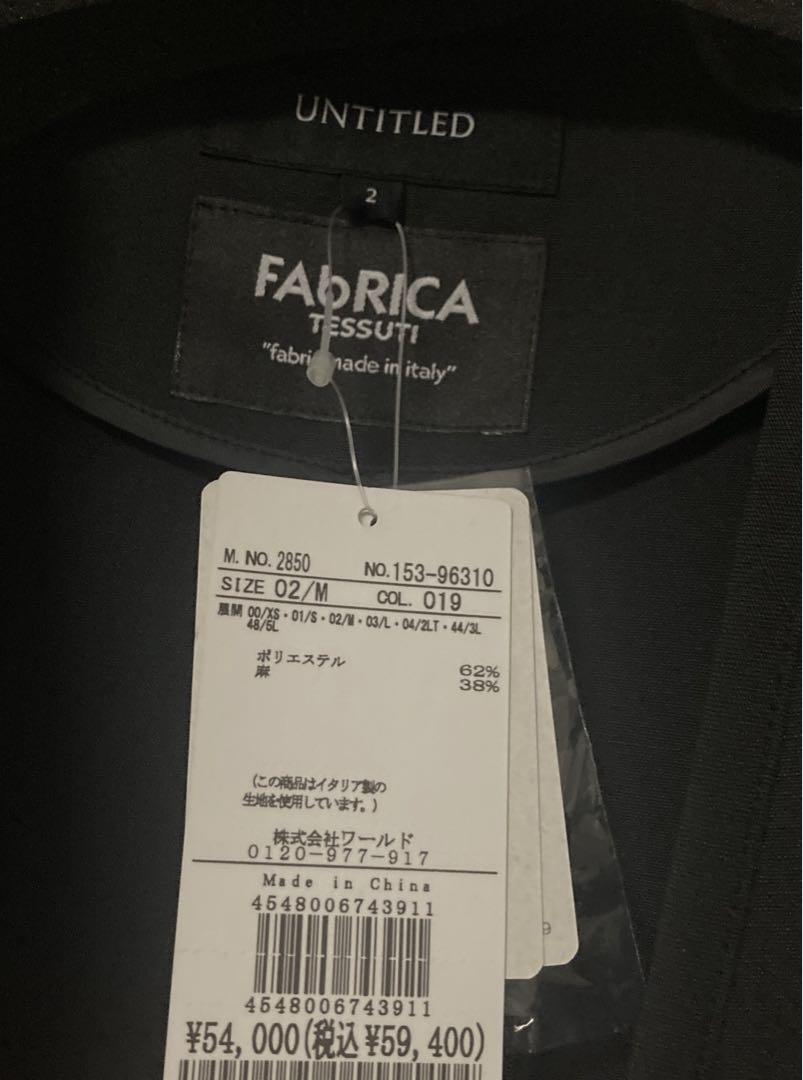 UNTITLED
2
FAbRICA
TESSUTI
"fabric made in italy"
M. NO. 2850 NO. 153-96310
SIZE 02/M COL. 019
展開 00/XS・01/S・02/M・03/L・04/2LT・44/3L
48/5L
ポリエステル 62%
麻 38%
(この商品はイタリア製の
生地を使用しています。)
株式会社ワールド
0120-977-917
Made in China
4548006743911
4548006743911
¥54,000(税込¥59,400)
9